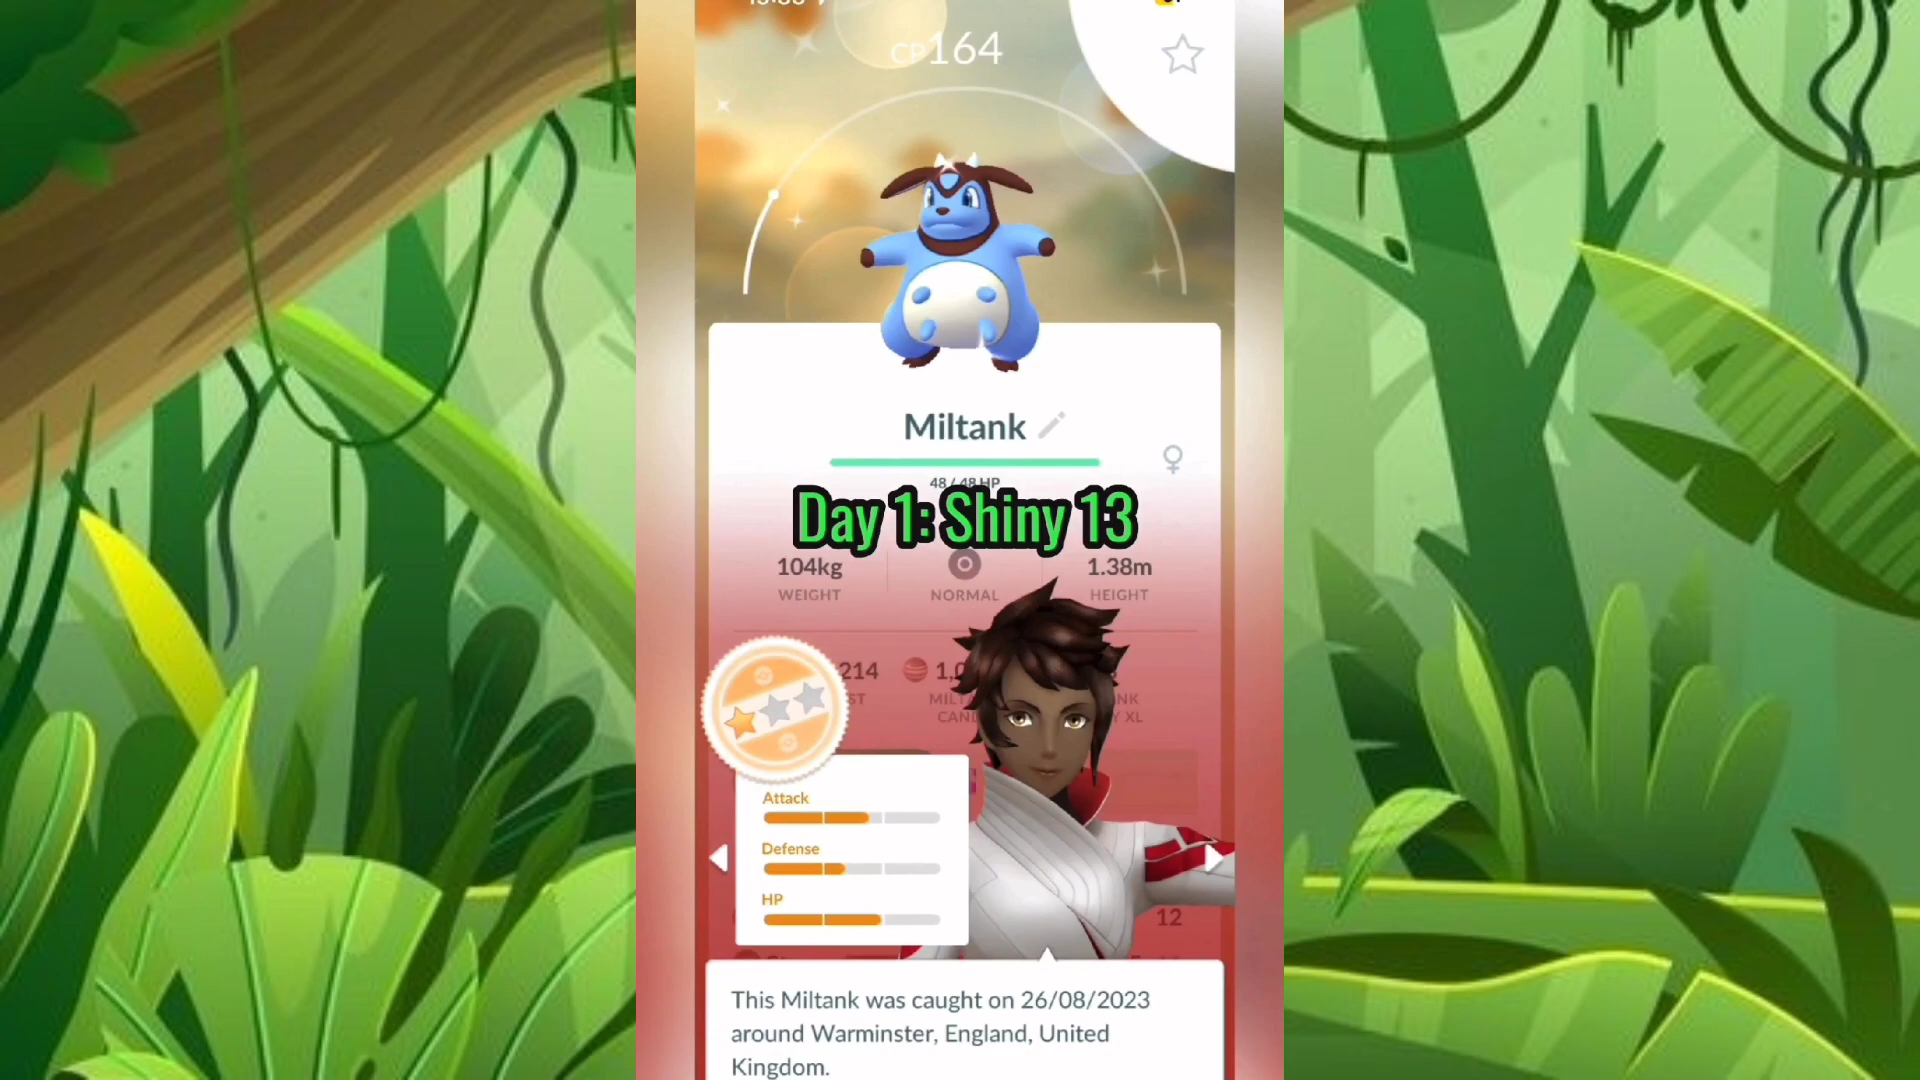 CP164
Miltank
48 / 48 HP
Day 1: Shiny 13
104kg
WEIGHT
NORMAL
1.38m
HEIGHT
214
Attack
Defense
HP
12
This Miltank was caught on 26/08/2023
around Warminster, England, United
Kingdom.